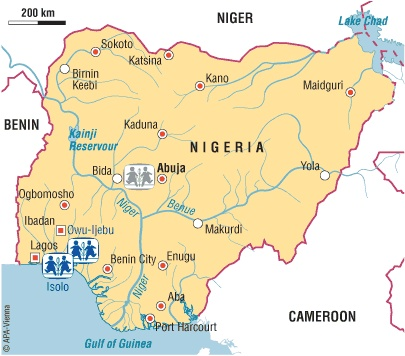 200 km
NIGER
Lake Chad
Sokoto
Katsina
Birnin
Keebi
Kano
Maidguri
BENIN
Kainji
Reservour
Kaduna
NIGERIA
Bida
Abuja
Yola
Ogbomosho
Niger
Benue
Ibadan
Owu-Ijebu
Makurdi
Lagos
Benin City
Enugu
Isolo
Niger
Aba
CAMEROON
Port Harcourt
Gulf of Guinea
© APA-Vienna